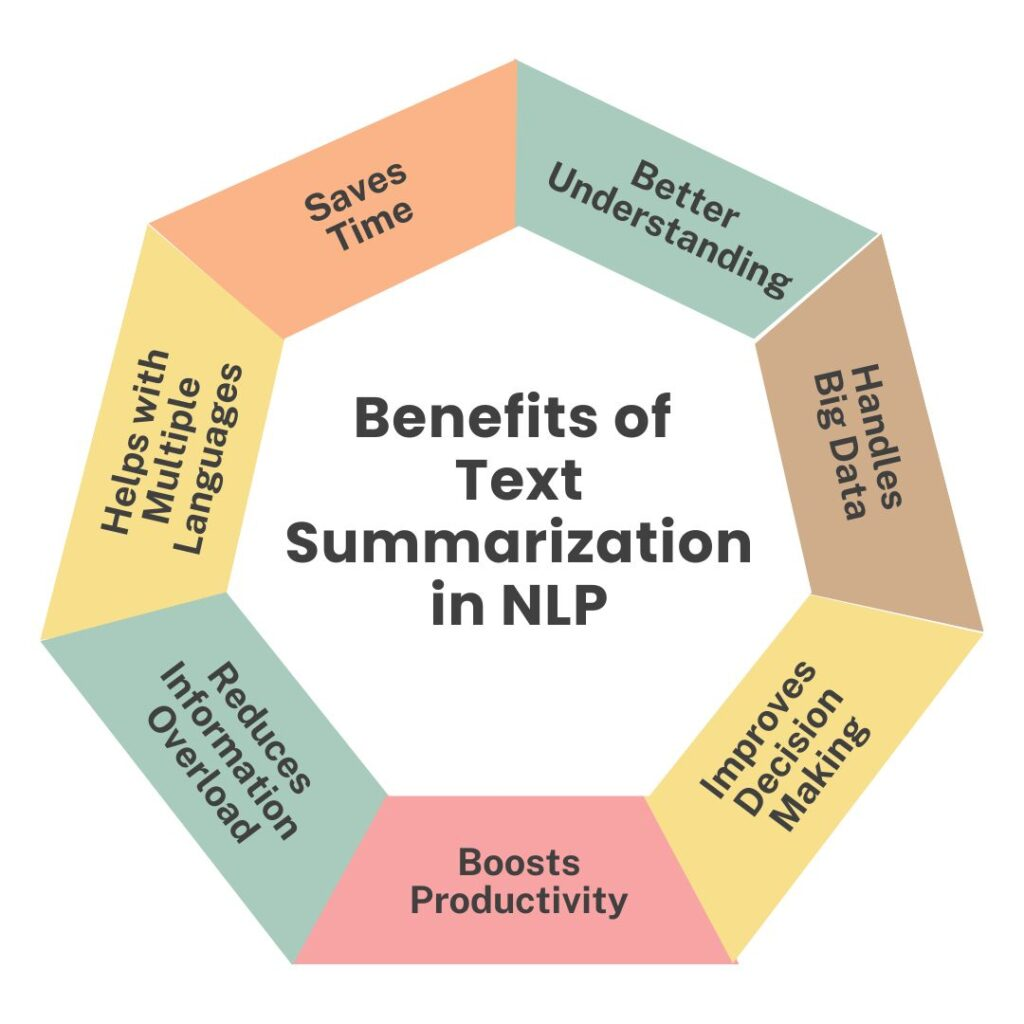 Benefits of
Text
Summarization
in NLP
Saves
Time
Better
Understanding
Handles
Big Data
Improves
Decision
Making
Boosts
Productivity
Reduces
Information
Overload
Helps with
Multiple
Languages